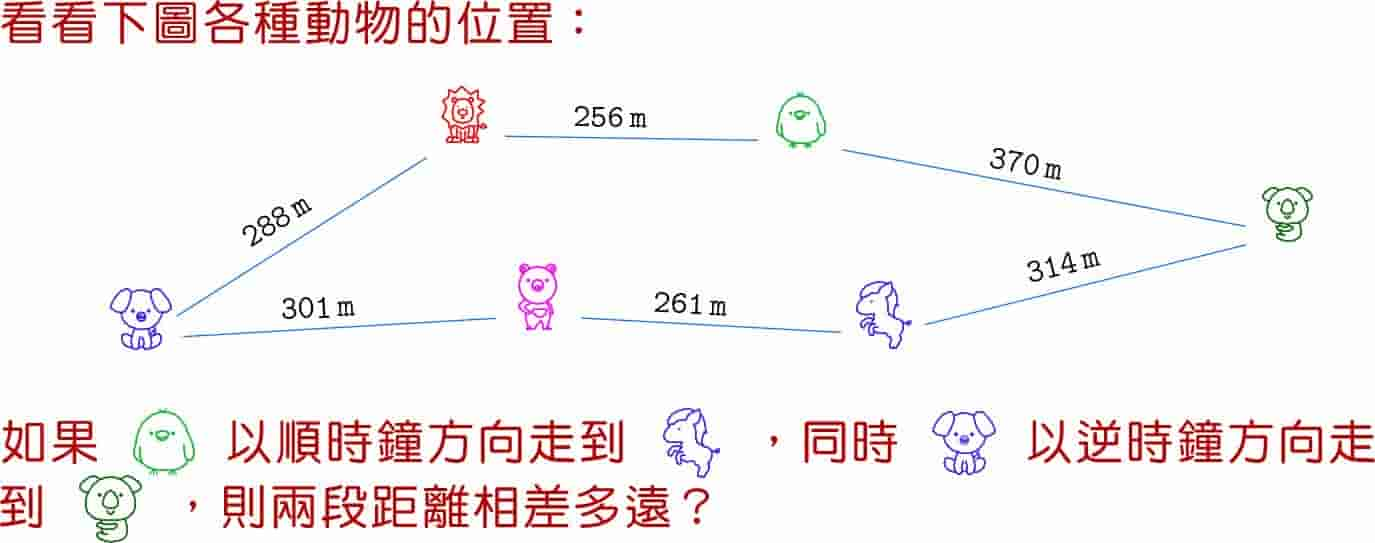 看看下圖各種動物的位置：
256 m
370 m
288 m
314 m
301 m
261 m
如果 以順時鐘方向走到 ，同時 以逆時鐘方向走
到 ，則兩段距離相差多遠？